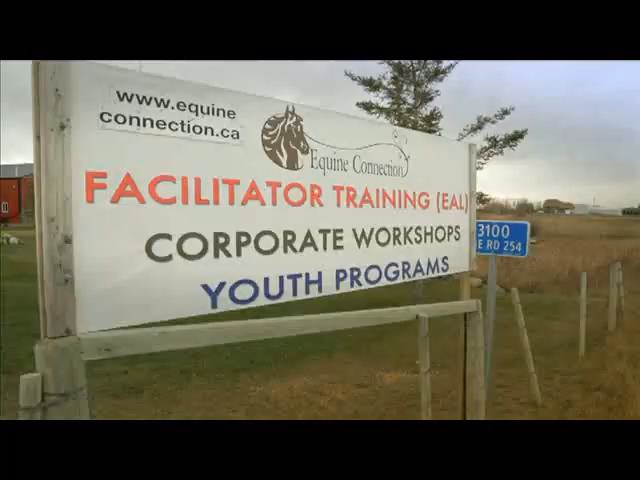 www.equine
connection.ca
Equine Connection
FACILITATOR TRAINING (EAL)
CORPORATE WORKSHOPS
YOUTH PROGRAMS
3100
E RD 254